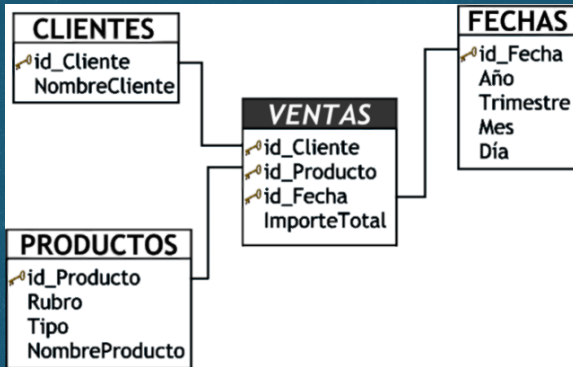 CLIENTES
id_Cliente
NombreCliente
FECHAS
id_Fecha
Año
Trimestre
Mes
Día
VENTAS
id_Cliente
id_Producto
id_Fecha
ImporteTotal
PRODUCTOS
id_Producto
Rubro
Tipo
NombreProducto